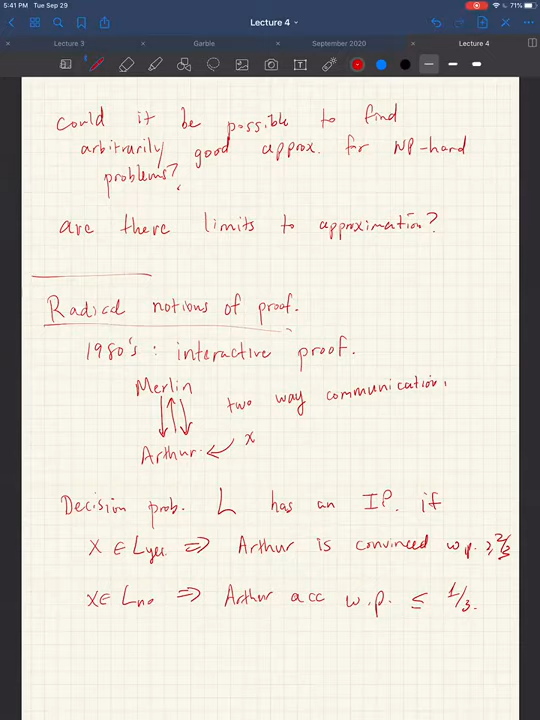 5:41 PM Tue Sep 29
71%
Lecture 4
Lecture 3
Garble
September 2020
Lecture 4
could it be possible to find
arbitrarily good approx. for NP-hard
problems?
are there limits to approximation?
Radical notions of proof.
1980's : interactive proof.
Merlin
two way communication.
Arthur x
Decision prob. L has an IP. if
x ∈ Lyes ⇒ Arthur is convinced w.p. ≥ 2/3
x ∈ Lno ⇒ Arthur acc w.p. ≤ 1/3.